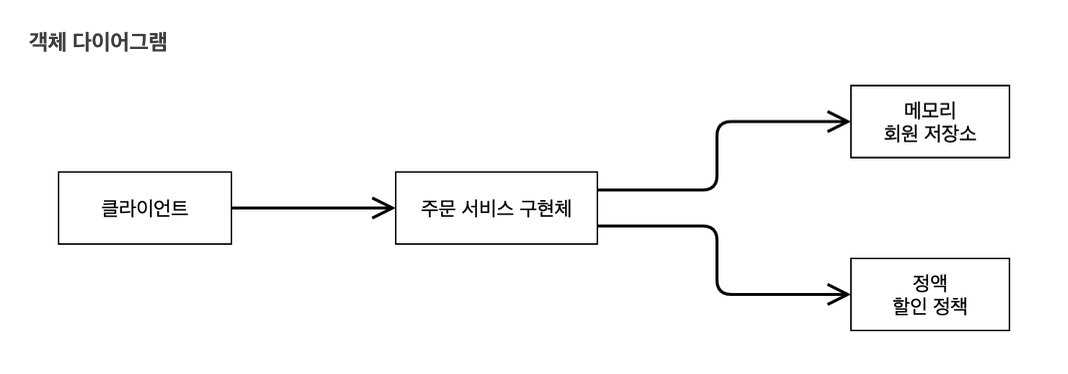 객체 다이어그램
클라이언트
주문 서비스 구현체
메모리
회원 저장소
정액
할인 정책